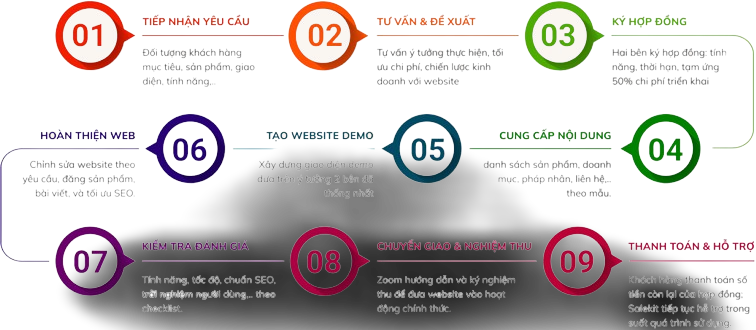 01
TIẾP NHẬN YÊU CẦU
Đối tượng khách hàng
mục tiêu, sản phẩm, giao
diện, tính năng,..
02
TƯ VẤN & ĐỀ XUẤT
Tư vấn ý tưởng thực hiện, tối
ưu chi phí, chiến lược kinh
doanh với website
03
KÝ HỢP ĐỒNG
Hai bên ký hợp đồng: tính
năng, thời hạn, tạm ứng
50% chi phí triển khai
04
CUNG CẤP NỘI DUNG
danh sách sản phẩm, doanh
mục, pháp nhân, liên hệ,..
theo mẫu.
05
TẠO WEBSITE DEMO
Xây dựng giao diện demo
dựa trên ý tưởng 2 bên đã
thống nhất
06
HOÀN THIỆN WEB
Chỉnh sửa website theo
yêu cầu, đăng sản phẩm,
bài viết, và tối ưu SEO.
07
KIỂM TRA ĐÁNH GIÁ
Tính năng, tốc độ, chuẩn SEO,
trải nghiệm người dùng,.. theo
checklist.
08
CHUYỂN GIAO & NGHIỆM THU
Zoom hướng dẫn và ký nghiệm
thu để đưa website vào hoạt
động chính thức.
09
THANH TOÁN & HỖ TRỢ
Khách hàng thanh toán số
tiền còn lại của hợp đồng;
Salekit tiếp tục hỗ trợ trong
suốt quá trình sử dụng.